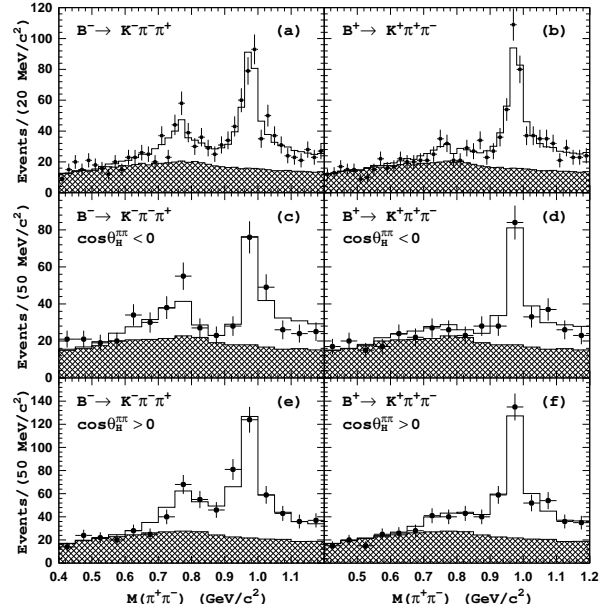 Events/(20 MeV/c²)
120
100
80
60
40
20
0
B⁻→ K⁻π⁻π⁺
(a)
B⁺→ K⁺π⁺π⁻
(b)
Events/(50 MeV/c²)
80
60
40
20
0
B⁻→ K⁻π⁻π⁺
(c)
cosθ_H^ππ <0
B⁺→ K⁺π⁺π⁻
(d)
cosθ_H^ππ <0
Events/(50 MeV/c²)
140
120
100
80
60
40
20
0
B⁻→ K⁻π⁻π⁺
(e)
cosθ_H^ππ >0
B⁺→ K⁺π⁺π⁻
(f)
cosθ_H^ππ >0
0.4 0.5 0.6 0.7 0.8 0.9 1.0 1.1
0.4 0.5 0.6 0.7 0.8 0.9 1.0 1.1 1.2
M(π⁺π⁻) (GeV/c²)
M(π⁺π⁻) (GeV/c²)